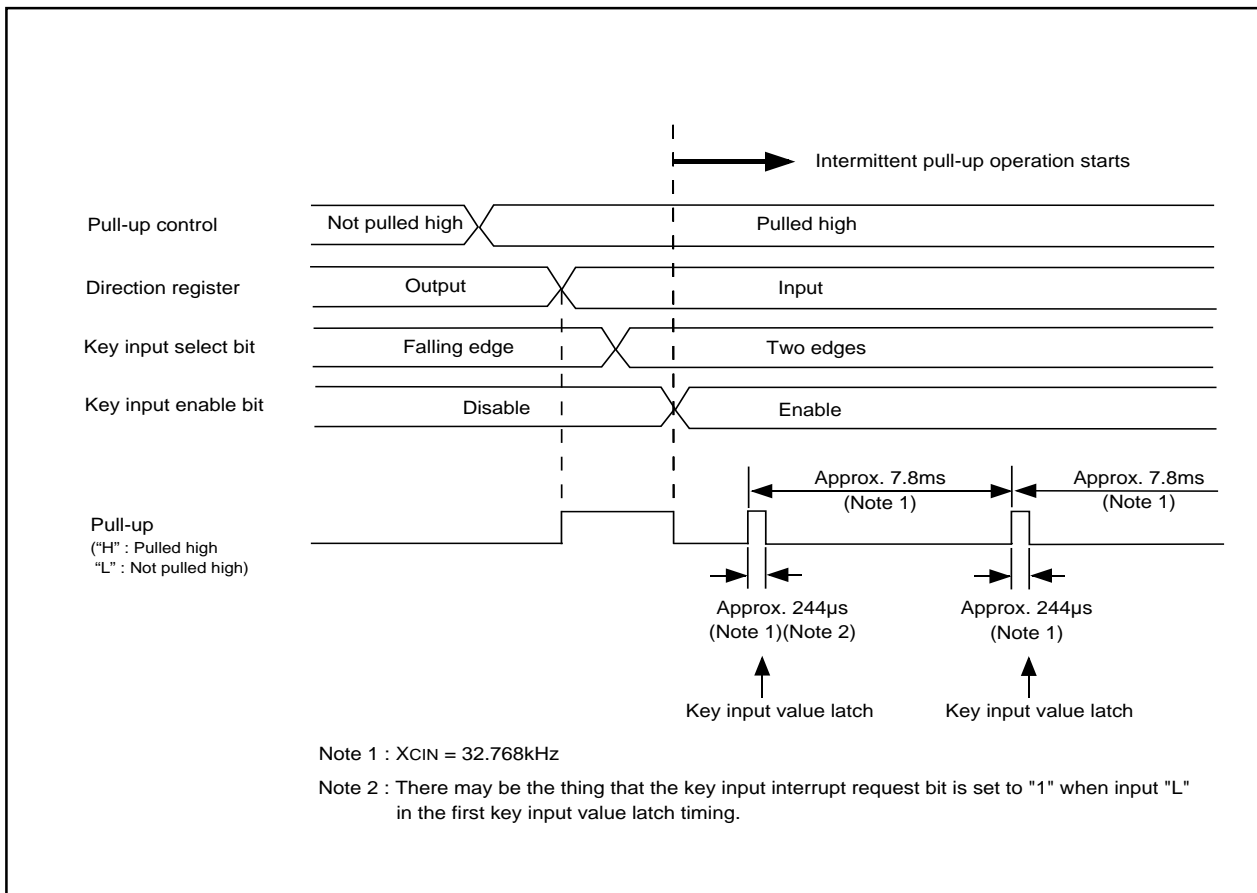 Intermittent pull-up operation starts
Pull-up control
Not pulled high
Pulled high
Direction register
Output
Input
Key input select bit
Falling edge
Two edges
Key input enable bit
Disable
Enable
Approx. 7.8ms
(Note 1)
Approx. 7.8ms
(Note 1)
Pull-up
(“H” : Pulled high
“L” : Not pulled high)
Approx. 244µs
(Note 1)(Note 2)
Approx. 244µs
(Note 1)
Key input value latch
Key input value latch
Note 1 : XCIN = 32.768kHz
Note 2 : There may be the thing that the key input interrupt request bit is set to "1" when input "L"
in the first key input value latch timing.